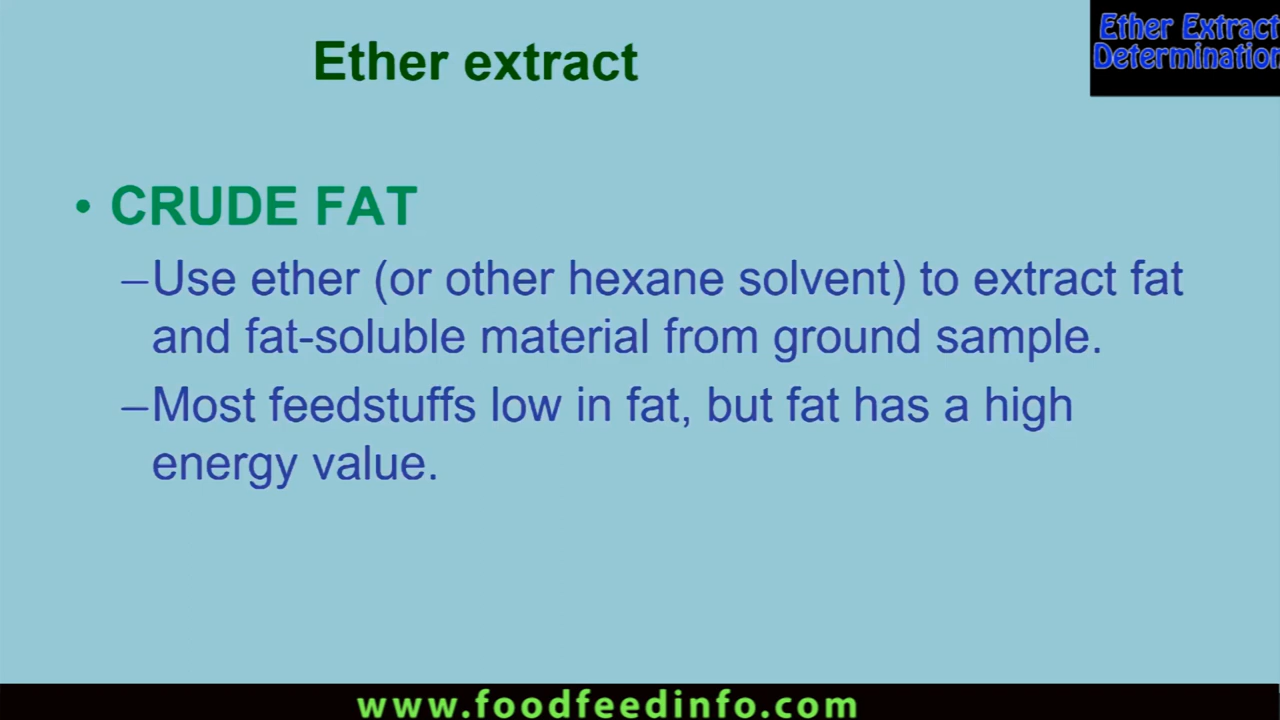 Ether extract
Ether Extract
Determination
• CRUDE FAT
–Use ether (or other hexane solvent) to extract fat
and fat-soluble material from ground sample.
–Most feedstuffs low in fat, but fat has a high
energy value.
www.foodfeedinfo.com